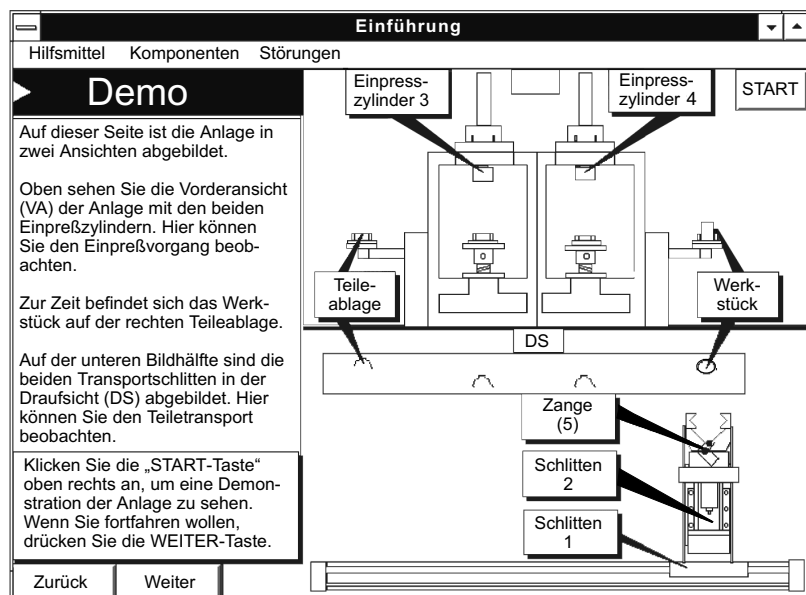 Einführung
Hilfsmittel Komponenten Störungen
Demo
Auf dieser Seite ist die Anlage in
zwei Ansichten abgebildet.
Oben sehen Sie die Vorderansicht
(VA) der Anlage mit den beiden
Einpreßzylindern. Hier können
Sie den Einpreßvorgang beob-
achten.
Zur Zeit befindet sich das Werk-
stück auf der rechten Teileablage.
Auf der unteren Bildhälfte sind die
beiden Transportschlitten in der
Draufsicht (DS) abgebildet. Hier
können Sie den Teiletransport
beobachten.
Klicken Sie die „START-Taste“
oben rechts an, um eine Demon-
stration der Anlage zu sehen.
Wenn Sie fortfahren wollen,
drücken Sie die WEITER-Taste.
Zurück Weiter
Einpress-
zylinder 3
Einpress-
zylinder 4
START
Teile-
ablage
Werk-
stück
DS
Zange
(5)
Schlitten
2
Schlitten
1